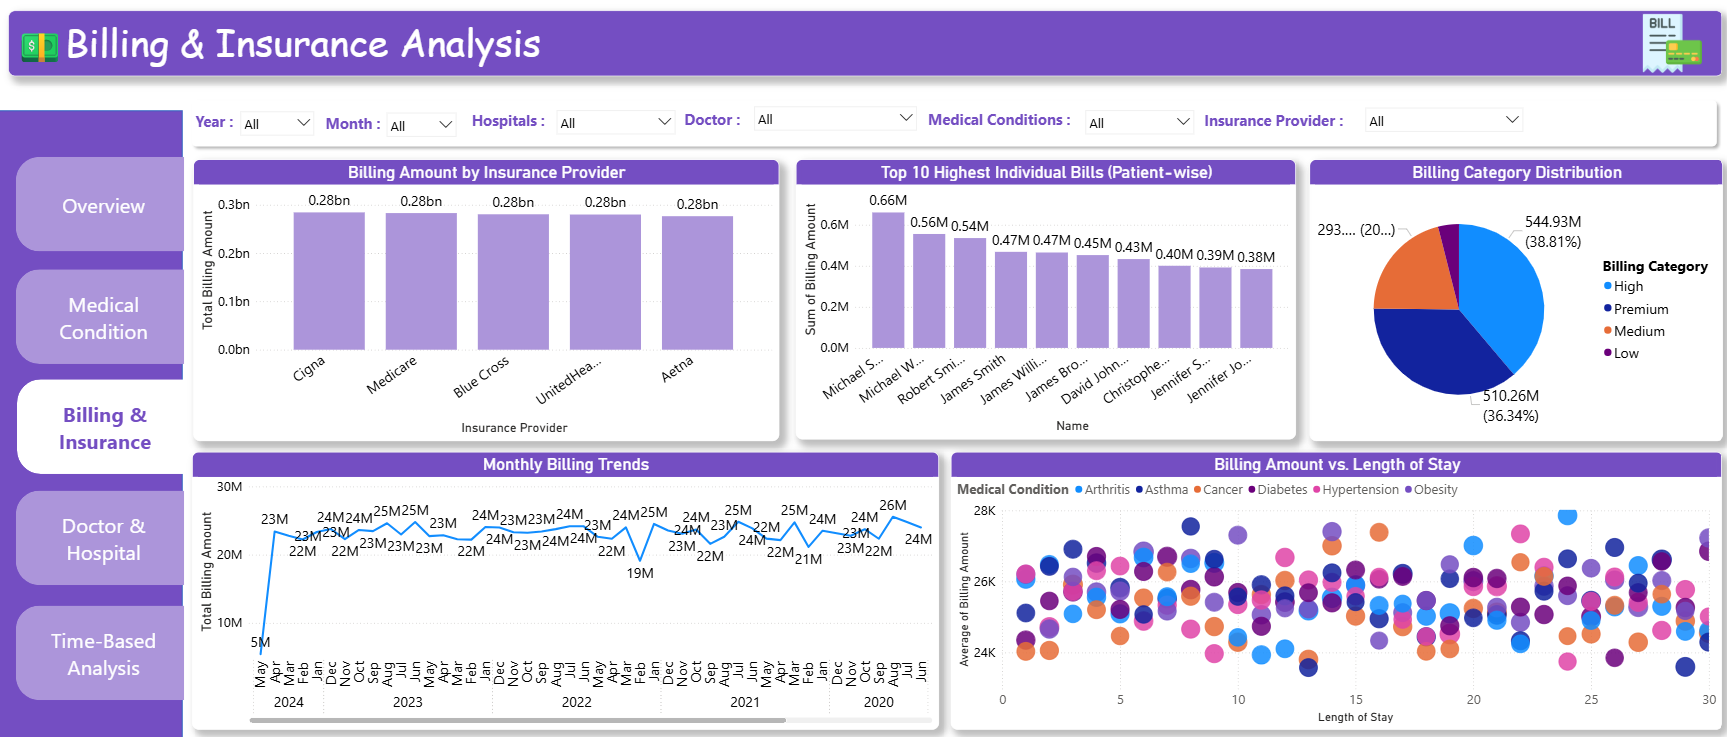 Billing & Insurance Analysis
BILL
Year :
All
Month :
All
Hospitals :
All
Doctor :
All
Medical Conditions :
All
Insurance Provider :
All
Overview
Medical
Condition
Billing &
Insurance
Doctor &
Hospital
Time-Based
Analysis
Billing Amount by Insurance Provider
Total Billing Amount
0.3bn
0.2bn
0.1bn
0.0bn
0.28bn
0.28bn
0.28bn
0.28bn
0.28bn
Cigna
Medicare
Blue Cross
UnitedHea...
Aetna
Insurance Provider
Top 10 Highest Individual Bills (Patient-wise)
Sum of Billing Amount
0.6M
0.4M
0.2M
0.0M
0.66M
0.56M
0.54M
0.47M
0.47M
0.45M
0.43M
0.40M
0.39M
0.38M
Michael S...
Michael W...
Robert Smi...
James Smith
James Willi...
James Bro...
David John...
Christophe...
Jennifer S...
Jennifer Jo...
Name
Billing Category Distribution
293.... (20...)
544.93M
(38.81%)
510.26M
(36.34%)
Billing Category
High
Premium
Medium
Low
Monthly Billing Trends
Total Billing Amount
30M
20M
10M
5M
23M
22M
24M
23M
22M
24M
23M
25M
23M
25M
23M
22M
24M
24M
23M
23M
23M
24M
24M
24M
23M
22M
24M
19M
25M
23M
24M
22M
23M
25M
24M
22M
22M
25M
21M
24M
23M
24M
22M
26M
24M
May
Apr
Mar
Feb
Jan
Dec
Nov
Oct
Sep
Aug
Jul
Jun
May
Apr
Mar
Feb
Jan
Dec
Nov
Oct
Sep
Aug
Jul
Jun
May
Apr
Mar
Feb
Jan
Dec
Nov
Oct
Sep
Aug
Jul
Jun
May
Apr
Mar
Feb
Jan
Dec
Nov
Oct
Sep
Aug
Jul
Jun
2024
2023
2022
2021
2020
Billing Amount vs. Length of Stay
Medical Condition
Arthritis
Asthma
Cancer
Diabetes
Hypertension
Obesity
Average of Billing Amount
28K
26K
24K
0
5
10
15
20
25
30
Length of Stay